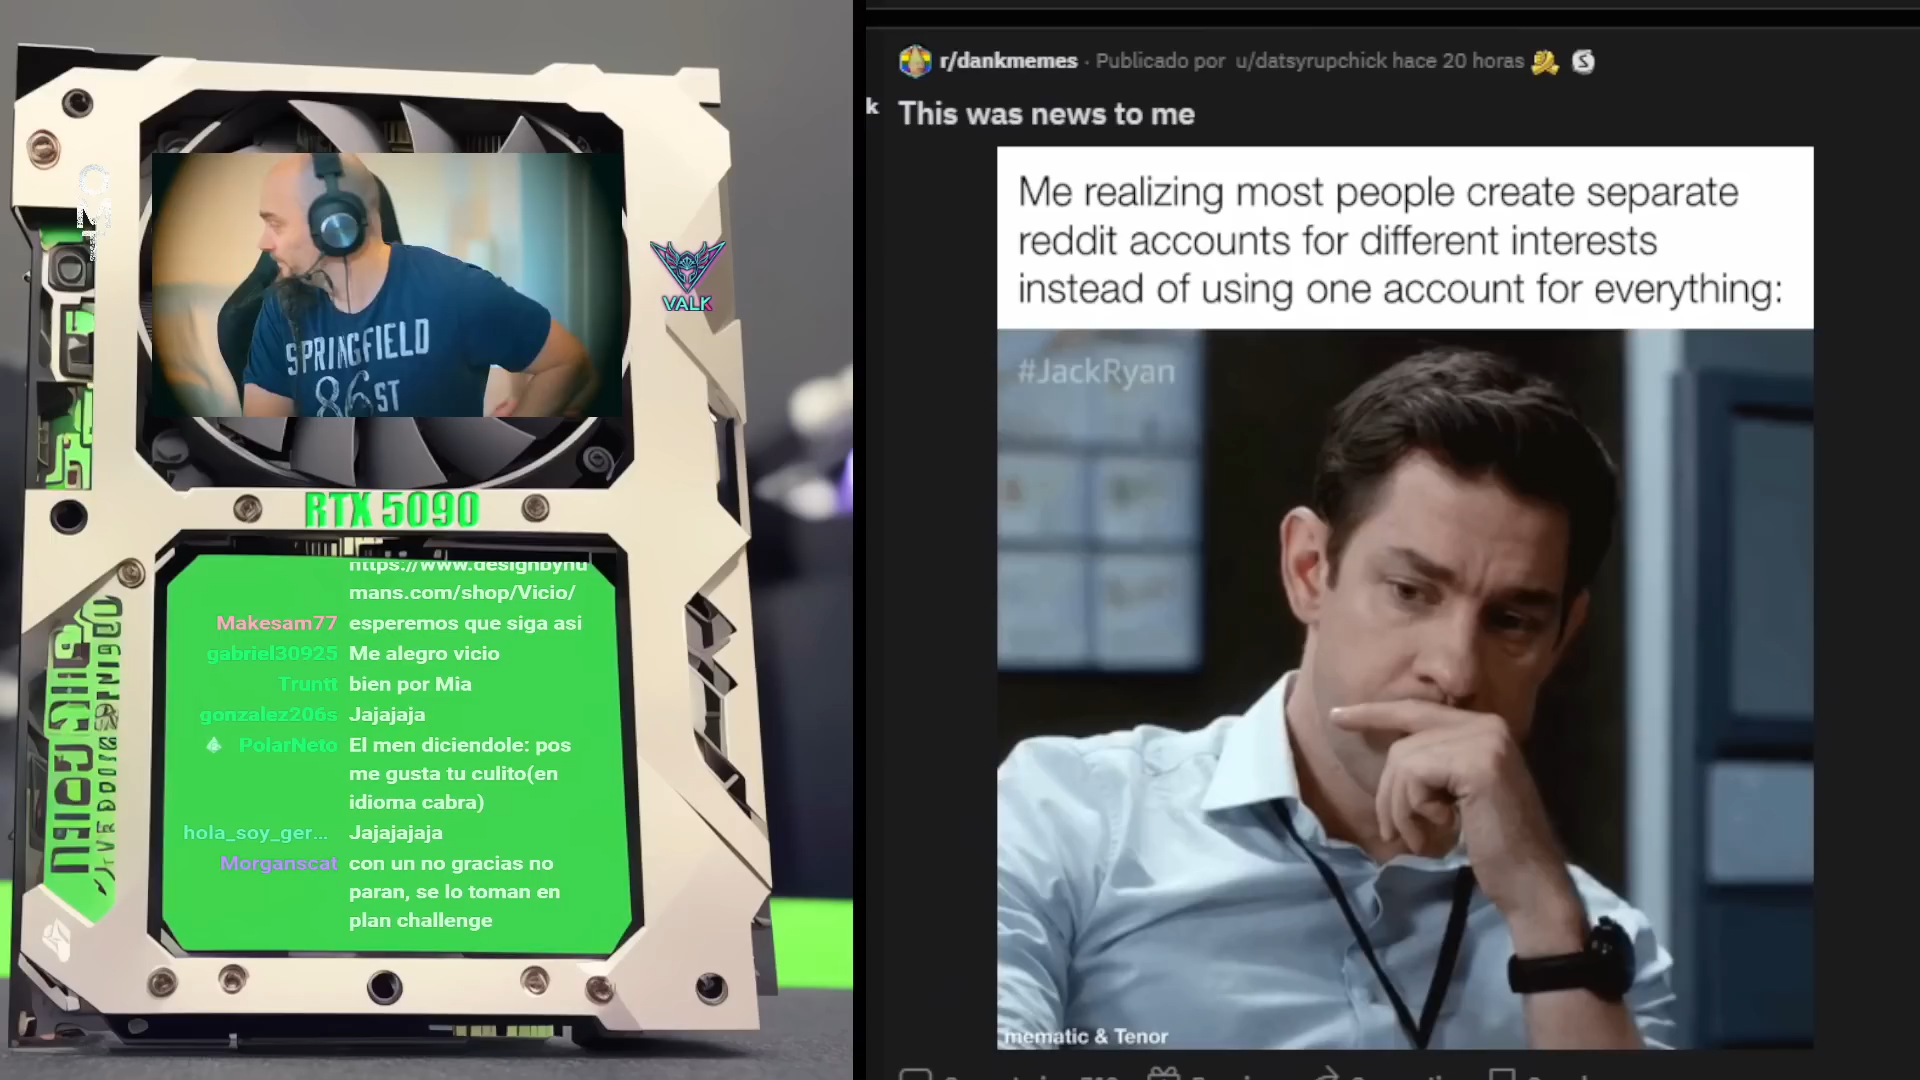 VALK
SPRINGFIELD
86ST
RTX 5090
https://www.designbyhu
mans.com/shop/Vicio/
Makesam77 esperemos que siga asi
gabriel30925 Me alegro vicio
Truntt bien por Mia
gonzalez206s Jajajaja
PolarNeto El men diciendole: pos
me gusta tu culito(en
idioma cabra)
hola_soy_ger... Jajajajaja
Morganscat con un no gracias no
paran, se lo toman en
plan challenge
r/dankmemes · Publicado por u/datsyrupchick hace 20 horas
k
This was news to me
Me realizing most people create separate
reddit accounts for different interests
instead of using one account for everything:
#JackRyan
mematic & Tenor